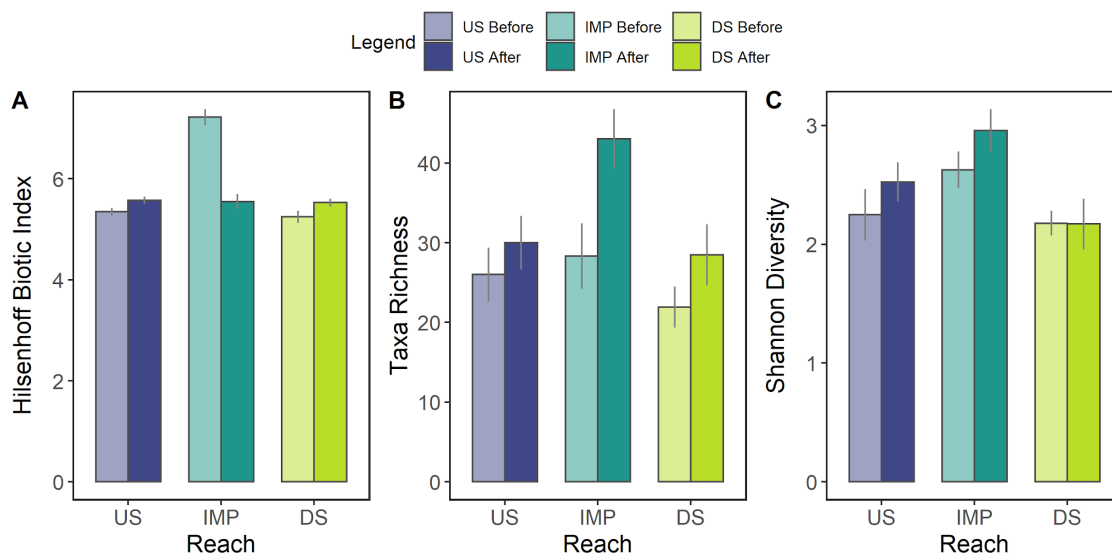 Legend
US Before
IMP Before
DS Before
US After
IMP After
DS After
A
Hilsenhoff Biotic Index
6
4
2
0
US IMP DS
Reach
B
Taxa Richness
40
30
20
10
0
US IMP DS
Reach
C
Shannon Diversity
3
2
1
0
US IMP DS
Reach